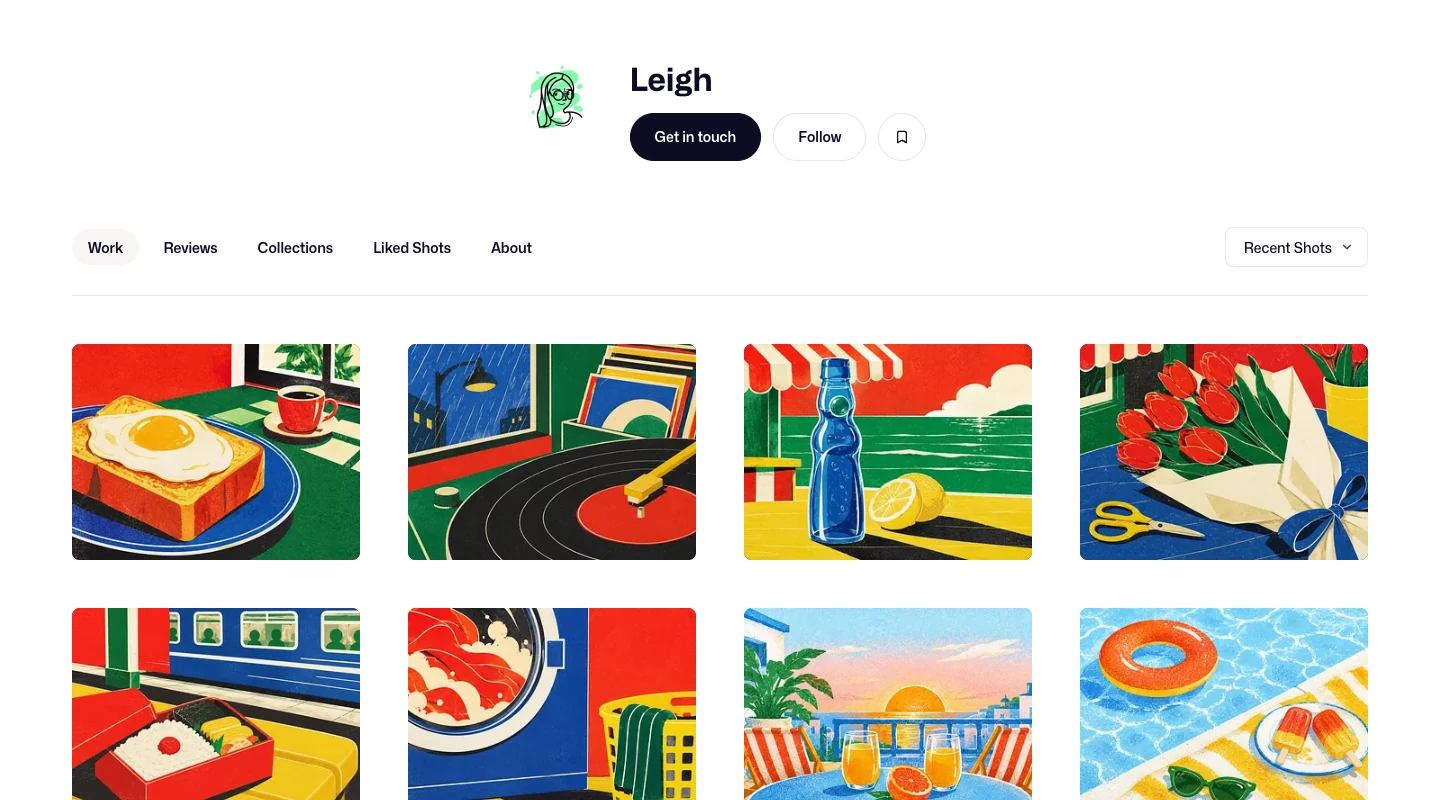 Leigh
Get in touch
Follow
Work
Reviews
Collections
Liked Shots
About
Recent Shots